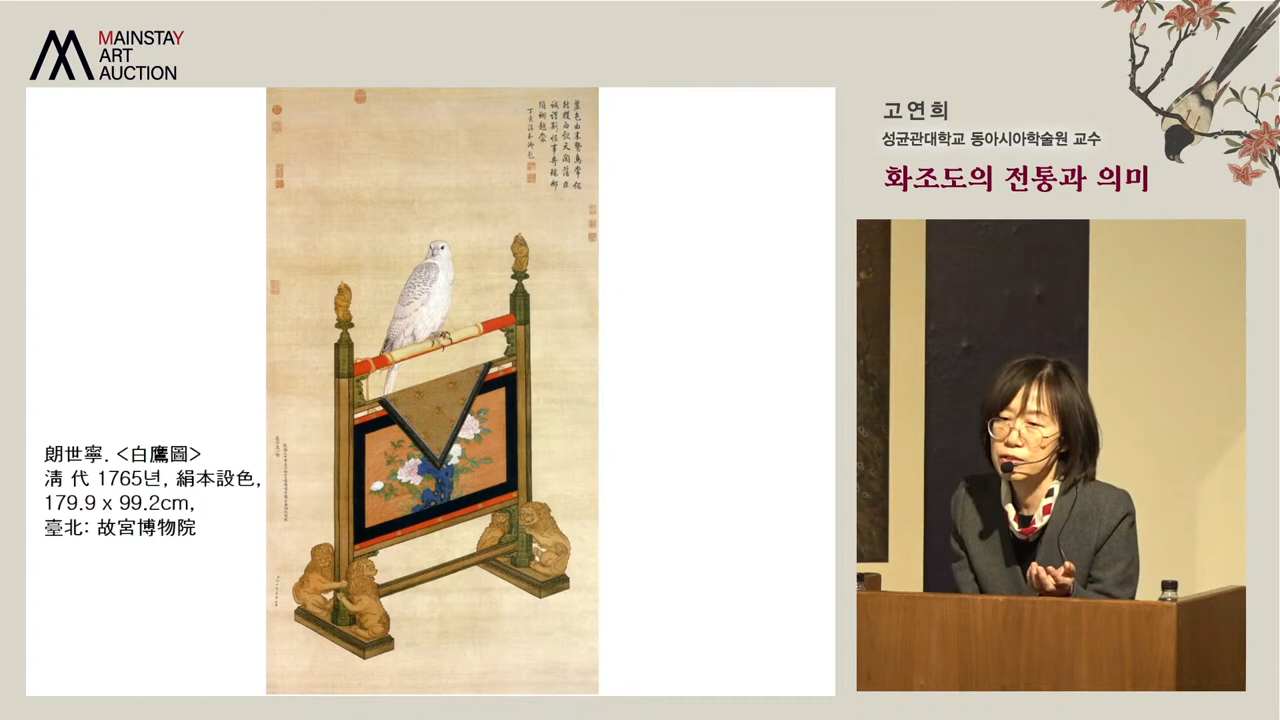 MAINSTAY
ART
AUCTION
고연희
성균관대학교 동아시아학술원 교수
화조도의 전통과 의미
朗世寧. <白鷹圖>
淸 代 1765년, 絹本設色,
179.9 x 99.2cm,
臺北: 故宮博物院